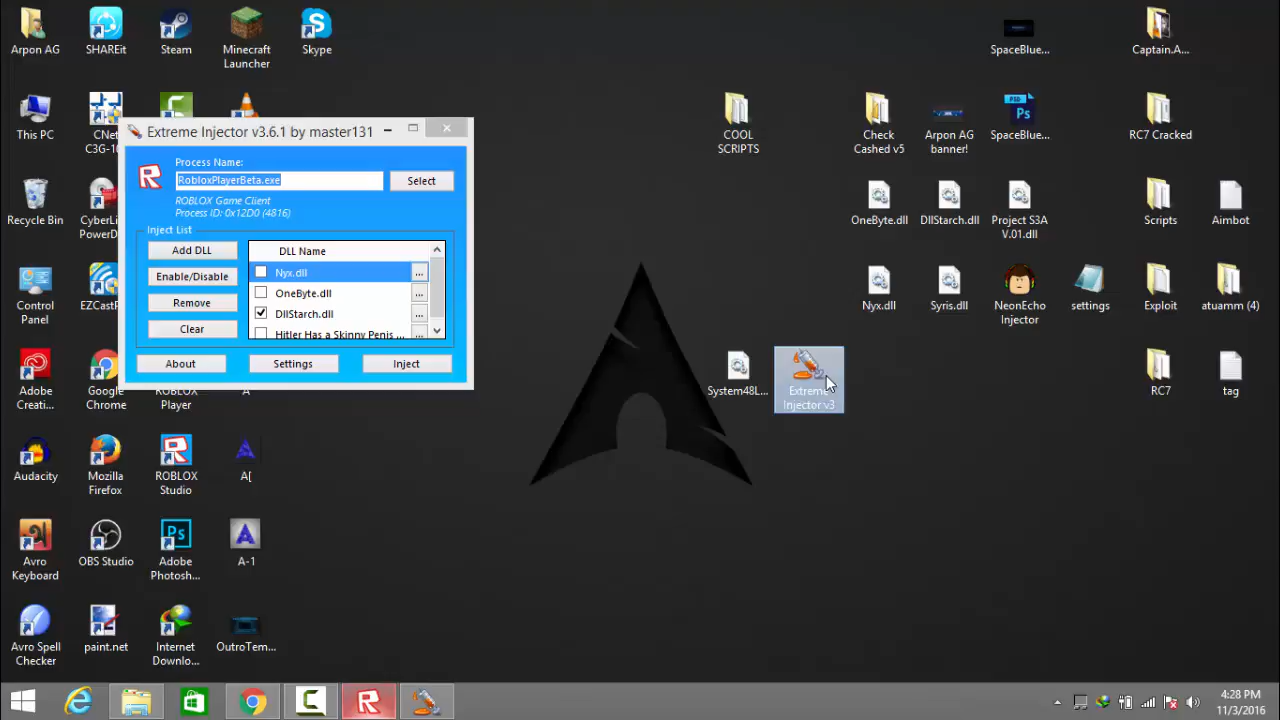 Arpon AG
SHAREit
Steam
Minecraft
Launcher
Skype
SpaceBlue...
Captain.A...
This PC
CNet
C3G-10
COOL
SCRIPTS
Check
Cashed v5
Arpon AG
banner!
SpaceBlue...
RC7 Cracked
Extreme Injector v3.6.1 by master131
Process Name:
RobloxPlayerBeta.exe
Select
ROBLOX Game Client
Process ID: 0x12D0 (4816)
Inject List
Add DLL
Enable/Disable
Remove
Clear
DLL Name
Nyx.dll
...
OneByte.dll
...
DllStarch.dll
...
Hitler Has a Skinny Penis ...
...
About
Settings
Inject
Recycle Bin
CyberLi
PowerD
OneByte.dll
DllStarch.dll
Project S3A
V.01.dll
Scripts
Aimbot
Control
Panel
EZCast
Nyx.dll
Syris.dll
NeonEcho
Injector
settings
Exploit
atuamm (4)
Adobe
Creati...
Google
Chrome
ROBLOX
Player
A
System48L...
Extreme
Injector v3
RC7
tag
Audacity
Mozilla
Firefox
ROBLOX
Studio
A[
Avro
Keyboard
OBS Studio
Adobe
Photosh...
A-1
Avro Spell
Checker
paint.net
Internet
Downlo...
OutroTem...
4:28 PM
11/3/2016